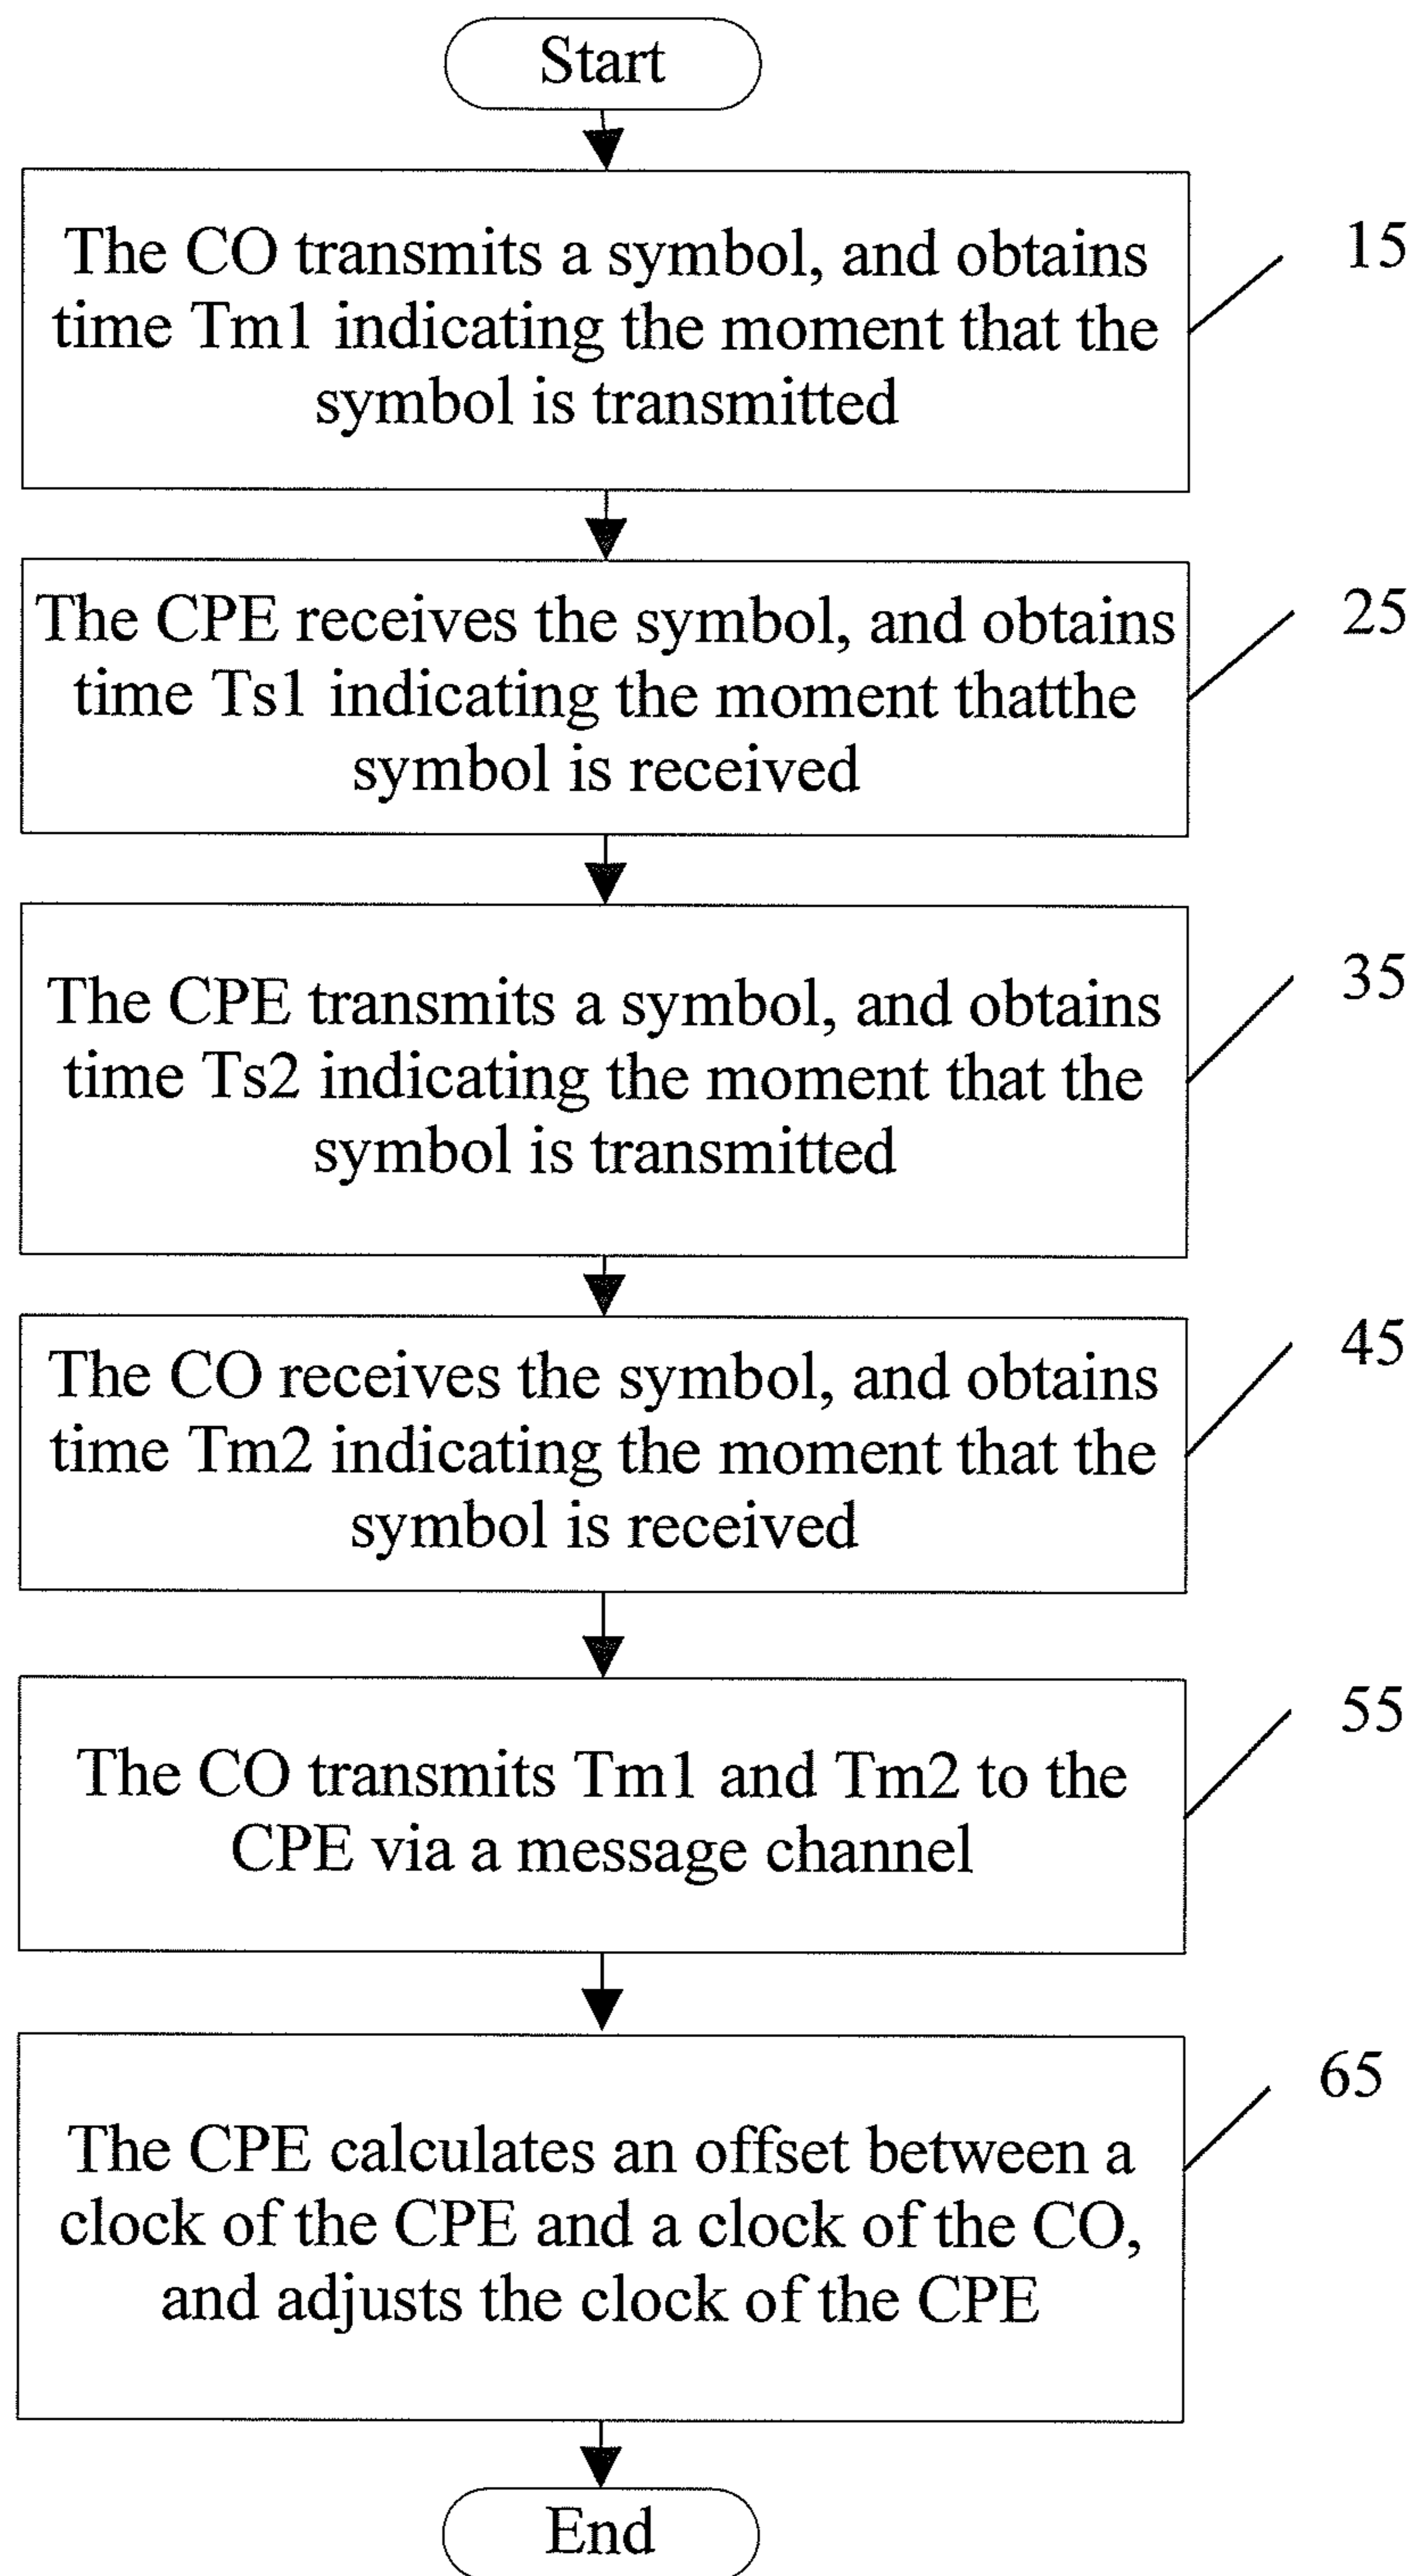 Start
The CO transmits a symbol, and obtains
time Tm1 indicating the moment that the
symbol is transmitted
15
The CPE receives the symbol, and obtains
time Ts1 indicating the moment thatthe
symbol is received
25
The CPE transmits a symbol, and obtains
time Ts2 indicating the moment that the
symbol is transmitted
35
The CO receives the symbol, and obtains
time Tm2 indicating the moment that the
symbol is received
45
The CO transmits Tm1 and Tm2 to the
CPE via a message channel
55
The CPE calculates an offset between a
clock of the CPE and a clock of the CO,
and adjusts the clock of the CPE
65
End